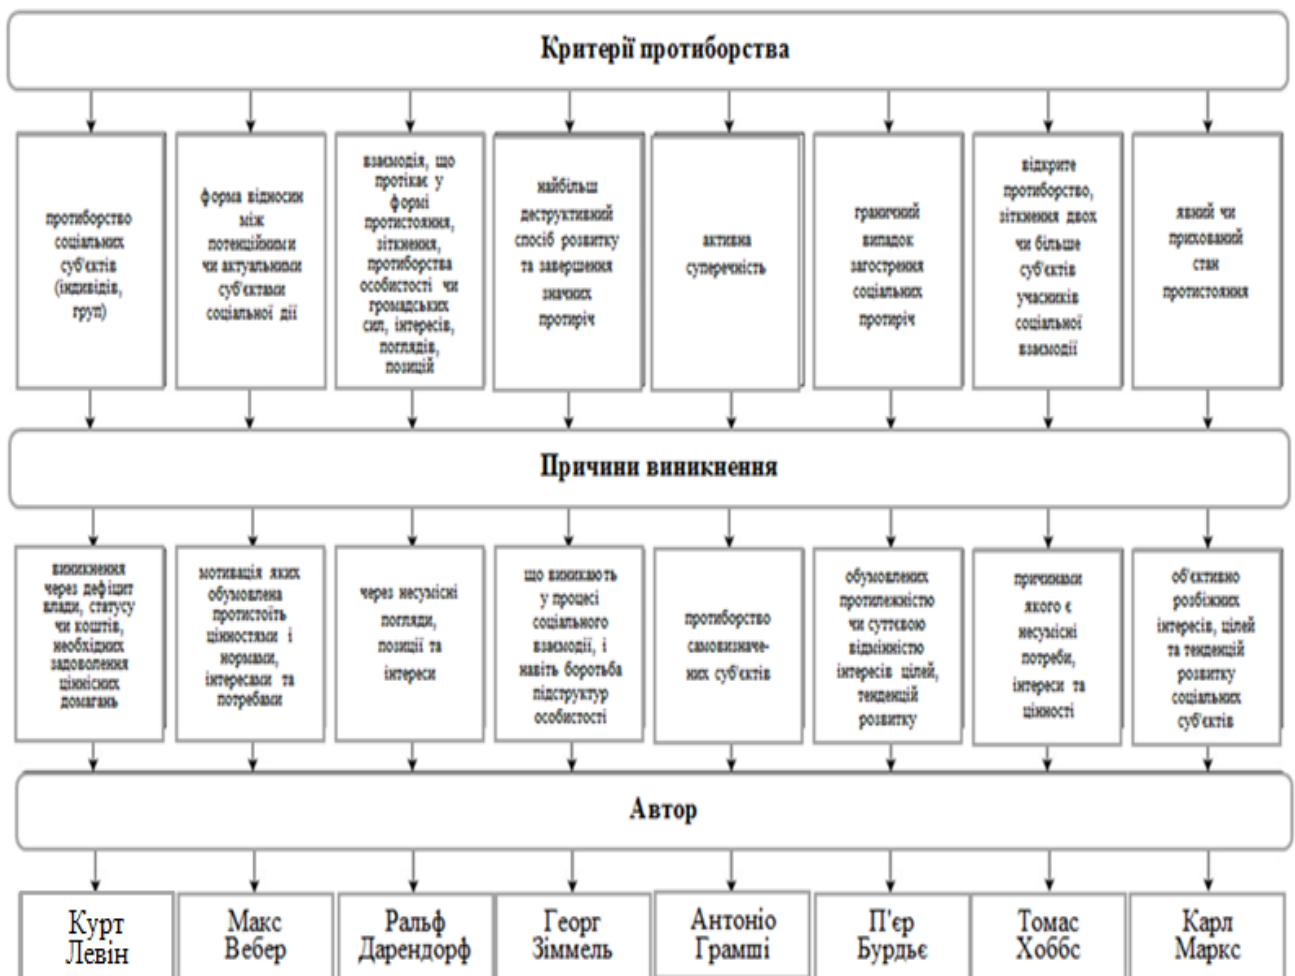 Критерії протиборства
протиборство
соціальних
суб'єктів
(індивідів,
груп)
форма відносин
між
потенційними
чи актуальними
суб'єктами
соціальної дії
взаємодія, що
протікає у
формі
протистояння,
зіткнення,
протиборства
особистості чи
громадських
сил, інтересів,
поглядів,
позицій
найбільш
деструктивний
спосіб розвитку
та завершення
значних
протиріч
активна
суперечність
граничний
випадок
загострення
соціальних
протиріч
відкрите
протиборство,
зіткнення двох
чи більше
суб'єктів
учасників
соціальної
взаємодії
явний чи
прихований
стан
протистояння
Причини виникнення
виникнення
через дефіцит
влади, статусу
чи коштів,
необхідних
задоволення
ціннісних
домагань
мотивація яких
обумовлена
протистоїть
цінностями і
нормами,
інтересами та
потребами
через несумісні
погляди,
позиції та
інтереси
що виникають
у процесі
соціального
взаємодії, і
навіть боротьба
підструктур
особистості
протиборство
самовизначе-
них суб'єктів
обумовлених
протилежністю
чи суттєвою
відмінністю
інтересів цілей,
тенденцій
розвитку
причинами
якого є
несумісні
потреби,
інтереси та
цінності
об'єктивно
розбіжних
інтересів, цілей
та тенденцій
розвитку
соціальних
суб'єктів
Автор
Курт
Левін
Макс
Вебер
Ральф
Дарендорф
Георг
Зіммель
Антоніо
Грамші
П'єр
Бурдьє
Томас
Хоббс
Карл
Маркс